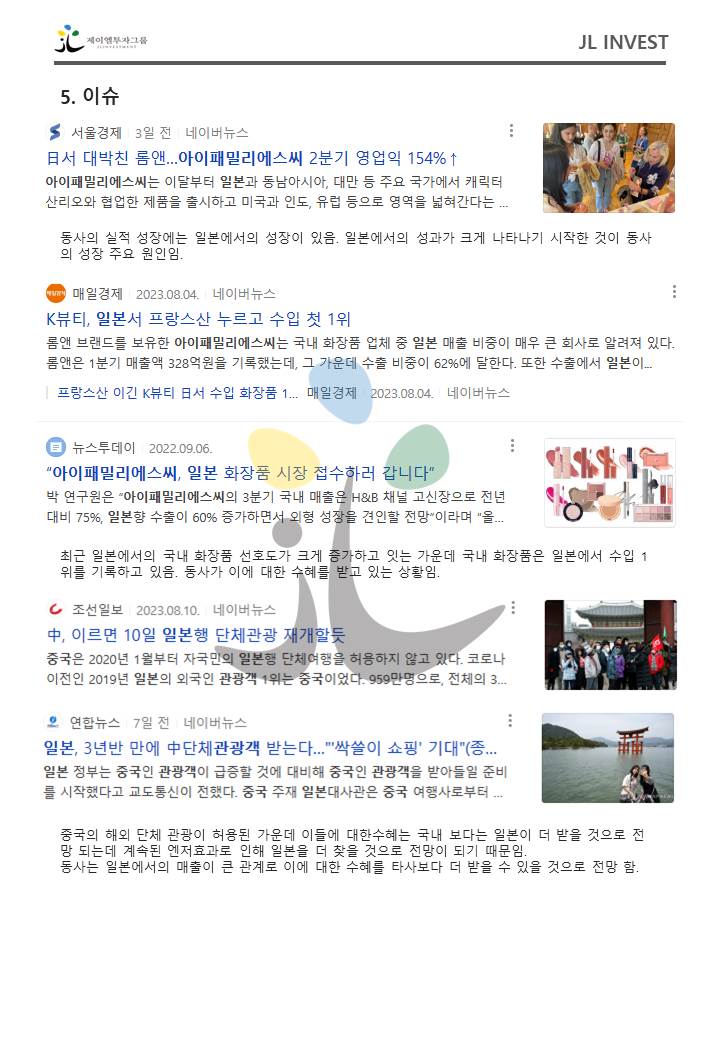 제이엘투자그룹
JLINVESTMENT
JL INVEST
5. 이슈
서울경제 3일 전 네이버뉴스
日서 대박친 롬앤...아이패밀리에스씨 2분기 영업익 154%↑
아이패밀리에스씨는 이달부터 일본과 동남아시아, 대만 등 주요 국가에서 캐릭터
산리오와 협업한 제품을 출시하고 미국과 인도, 유럽 등으로 영역을 넓혀간다는 ...
동사의 실적 성장에는 일본에서의 성장이 있음. 일본에서의 성과가 크게 나타나기 시작한 것이 동사
의 성장 주요 원인임.
매일경제
매일경제 2023.08.04. 네이버뉴스
K뷰티, 일본서 프랑스산 누르고 수입 첫 1위
롬앤 브랜드를 보유한 아이패밀리에스씨는 국내 화장품 업체 중 일본 매출 비중이 매우 큰 회사로 알려져 있다.
롬앤은 1분기 매출액 328억원을 기록했는데, 그 가운데 수출 비중이 62%에 달한다. 또한 수출에서 일본이...
프랑스산 이긴 K뷰티 日서 수입 화장품 1... 매일경제 2023.08.04. 네이버뉴스
뉴스투데이 2022.09.06.
“아이패밀리에스씨, 일본 화장품 시장 접수하러 갑니다”
박 연구원은 “아이패밀리에스씨의 3분기 국내 매출은 H&B 채널 고신장으로 전년
대비 75%, 일본향 수출이 60% 증가하면서 외형 성장을 견인할 전망”이라며 “올...
최근 일본에서의 국내 화장품 선호도가 크게 증가하고 잇는 가운데 국내 화장품은 일본에서 수입 1
위를 기록하고 있음. 동사가 이에 대한 수혜를 받고 있는 상황임.
조선일보 2023.08.10. 네이버뉴스
中, 이르면 10일 일본행 단체관광 재개할듯
중국은 2020년 1월부터 자국민의 일본행 단체여행을 허용하지 않고 있다. 코로나
이전인 2019년 일본의 외국인 관광객 1위는 중국이었다. 959만명으로, 전체의 3...
연합뉴스 7일 전 네이버뉴스
일본, 3년반 만에 中단체관광객 받는다..."'싹쓸이 쇼핑' 기대"(종...
일본 정부는 중국인 관광객이 급증할 것에 대비해 중국인 관광객을 받아들일 준비
를 시작했다고 교도통신이 전했다. 중국 주재 일본대사관은 중국 여행사로부터 ...
중국의 해외 단체 관광이 허용된 가운데 이들에 대한수혜는 국내 보다는 일본이 더 받을 것으로 전
망 되는데 계속된 엔저효과로 인해 일본을 더 찾을 것으로 전망이 되기 때문임.
동사는 일본에서의 매출이 큰 관계로 이에 대한 수혜를 타사보다 더 받을 수 있을 것으로 전망 함.